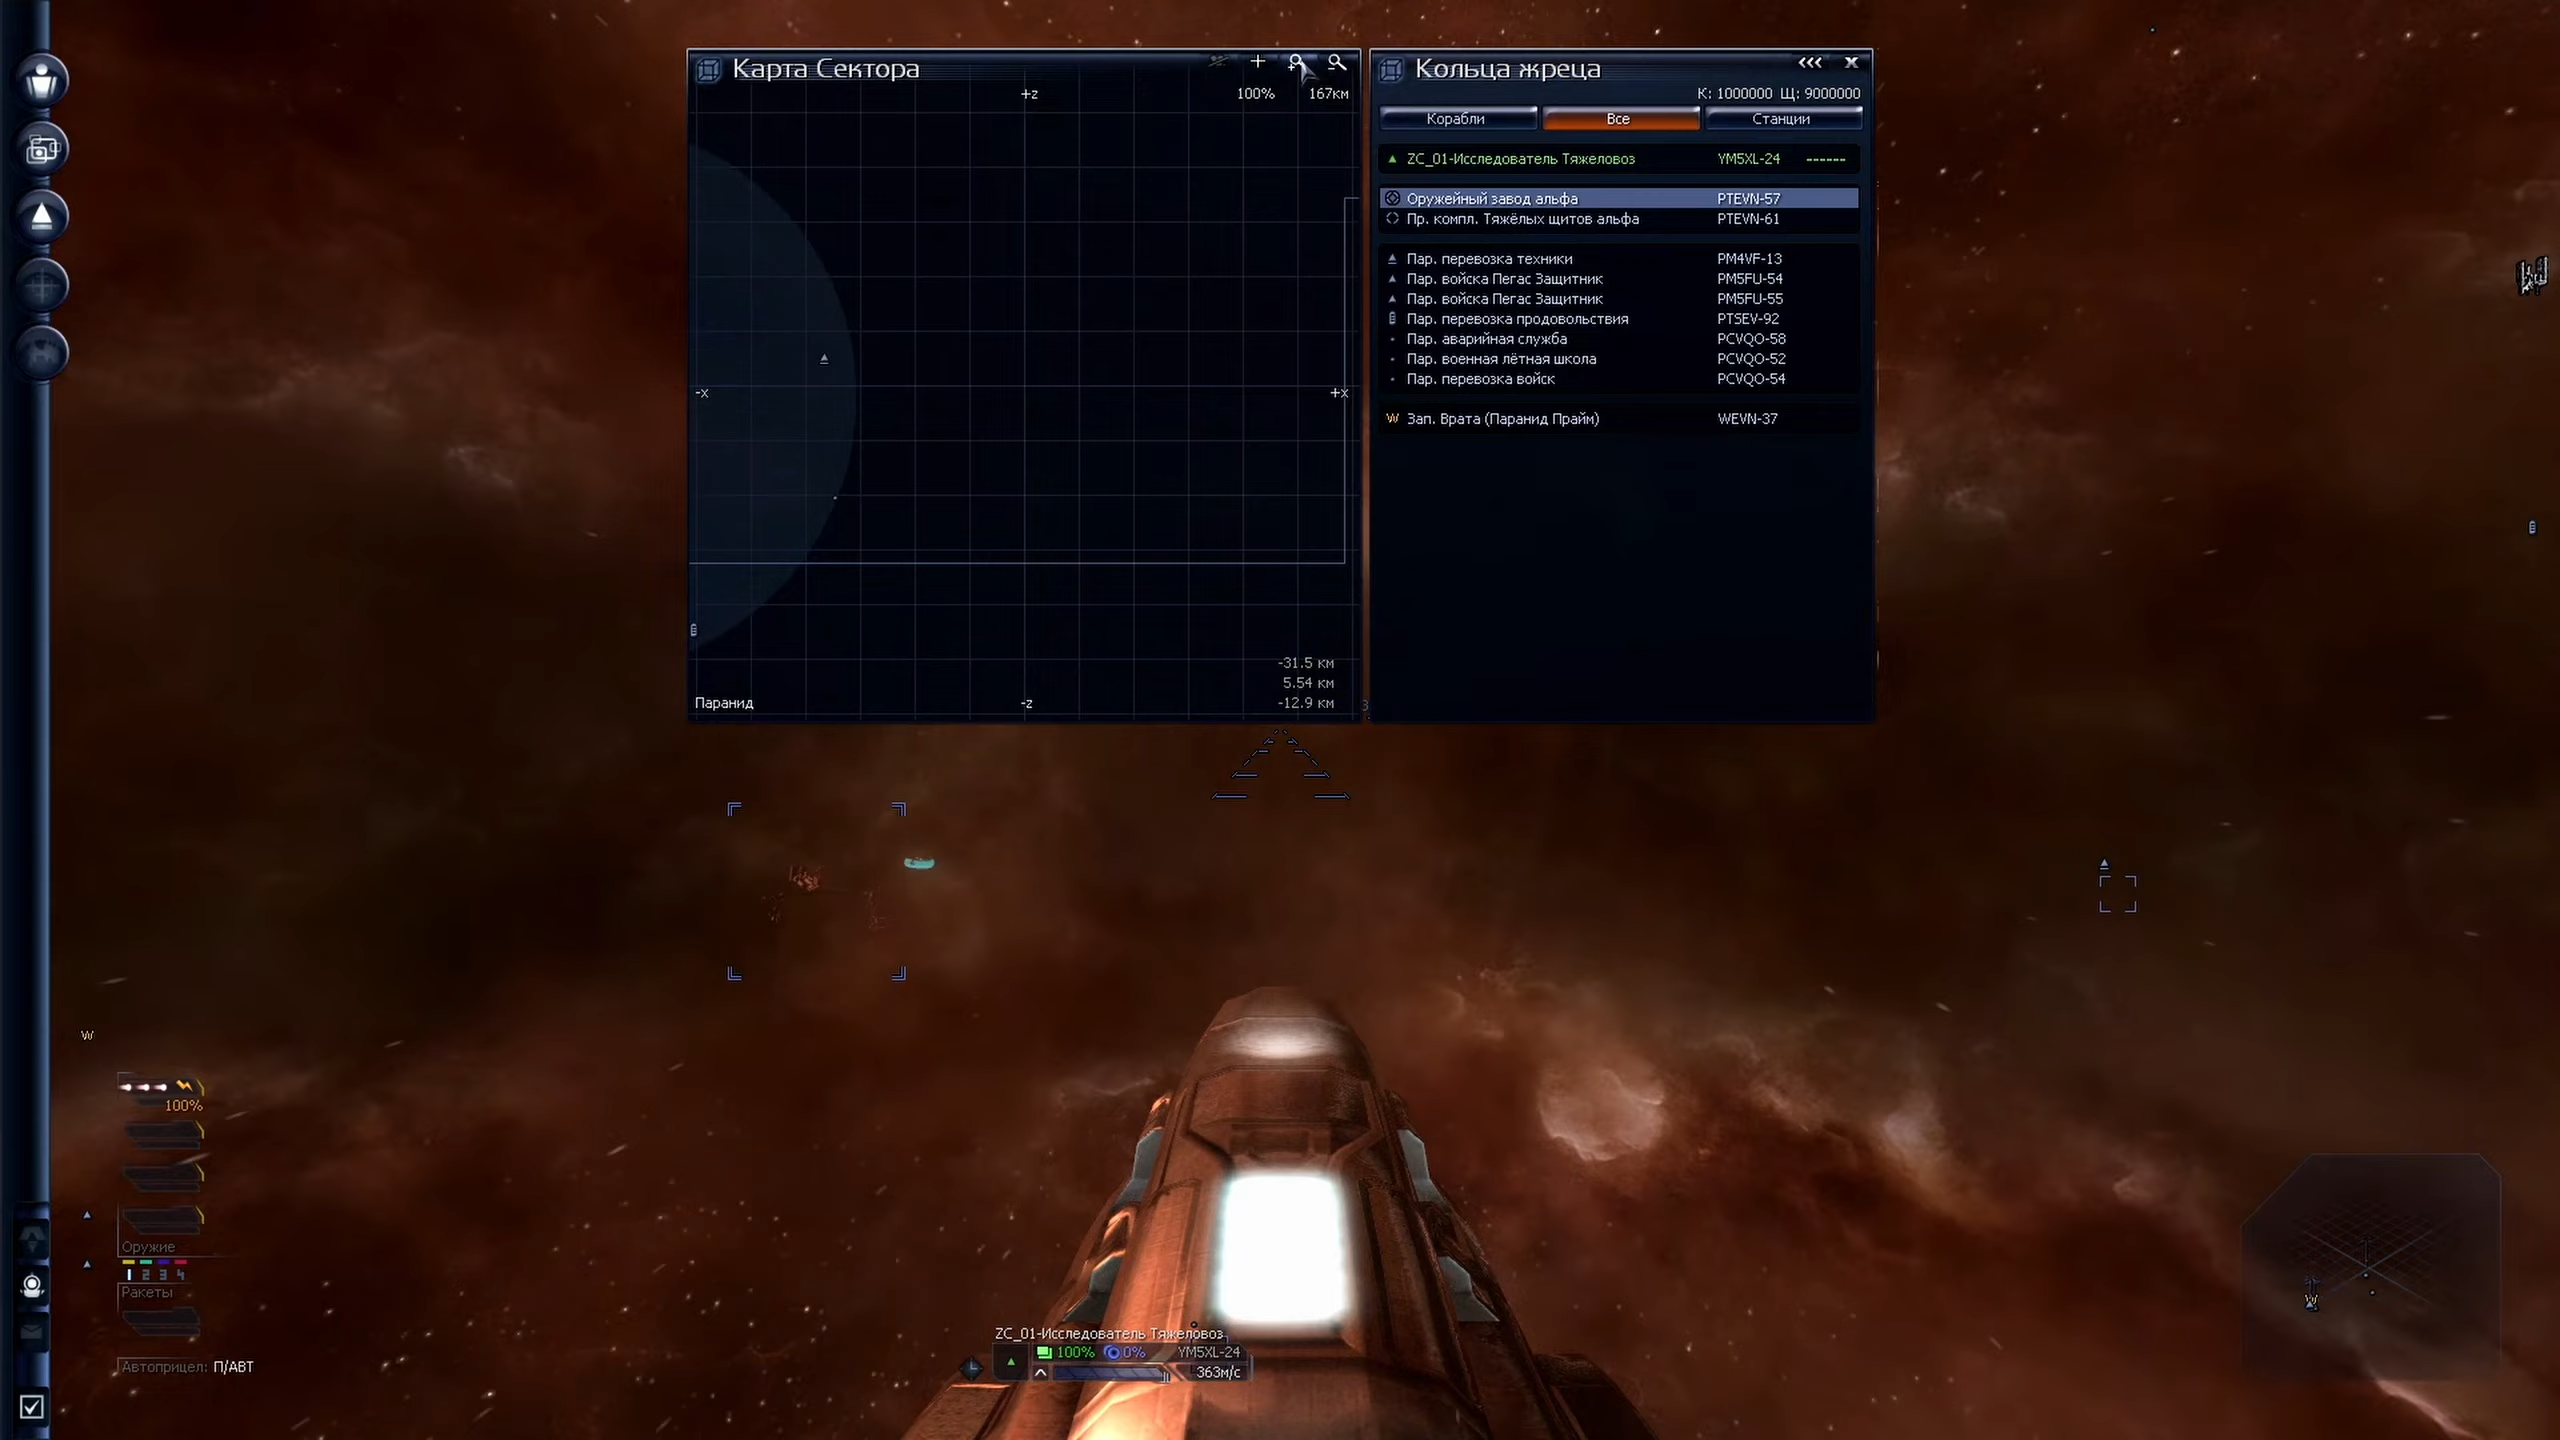 Карта Сектора
+z
100% 167км
-x
+x
-31.5 км
5.54 км
-12.9 км
Паранид
-z
Кольца жреца
К: 1000000 Щ: 9000000
Корабли Все Станции
ZC_01-Исследователь Тяжеловоз YM5XL-24 ------
Оружейный завод альфа PTEVN-57
Пр. компл. Тяжёлых щитов альфа PTEVN-61
Пар. перевозка техники PM4VF-13
Пар. войска Пегас Защитник PM5FU-54
Пар. войска Пегас Защитник PM5FU-55
Пар. перевозка продовольствия PTSEV-92
Пар. аварийная служба PCVQO-58
Пар. военная лётная школа PCVQO-52
Пар. перевозка войск PCVQO-54
W Зап. Врата (Паранид Прайм) WEVN-37
W
100%
Оружие
1 2 3 4
Ракеты
Автоприцел: П/АВТ
ZC_01-Исследователь Тяжеловоз
100% 0% YM5XL-24
363м/с
W